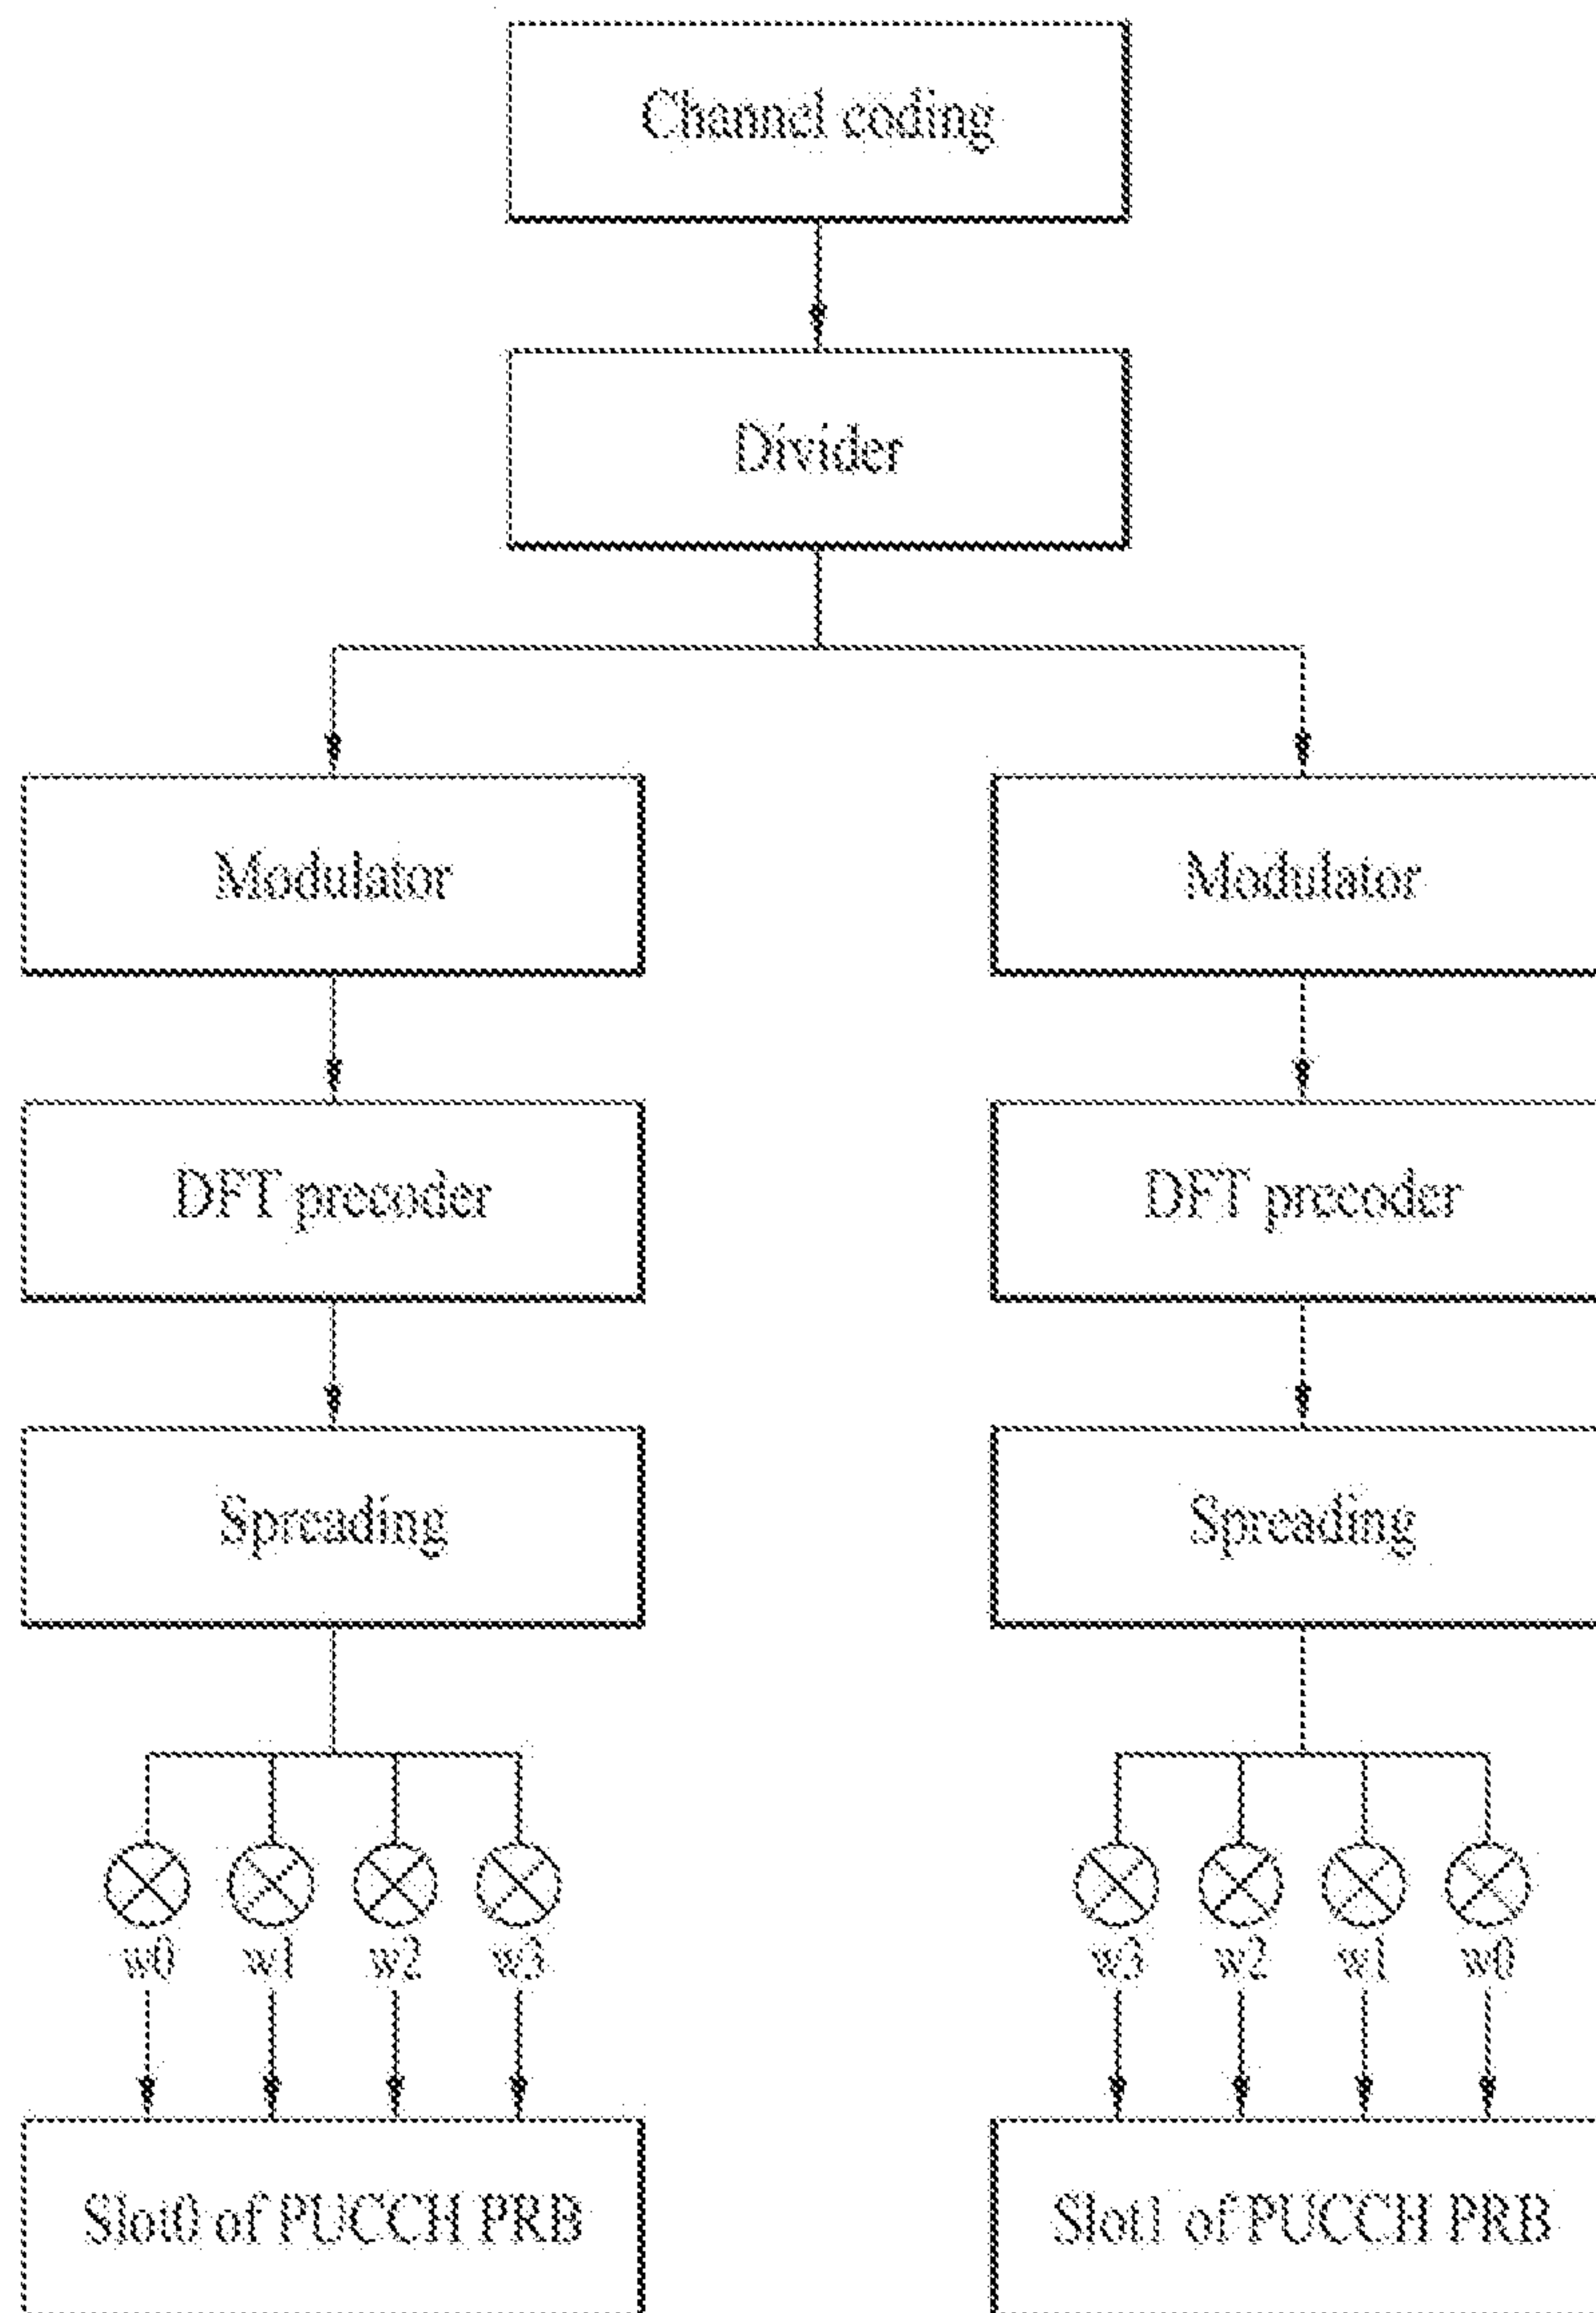 Channel coding
Divider
Modulator Modulator
DFT precoder DFT precoder
Spreading Spreading
w0 w1 w2 w3 w3 w2 w1 w0
Slot0 of PUCCH PRB Slot1 of PUCCH PRB